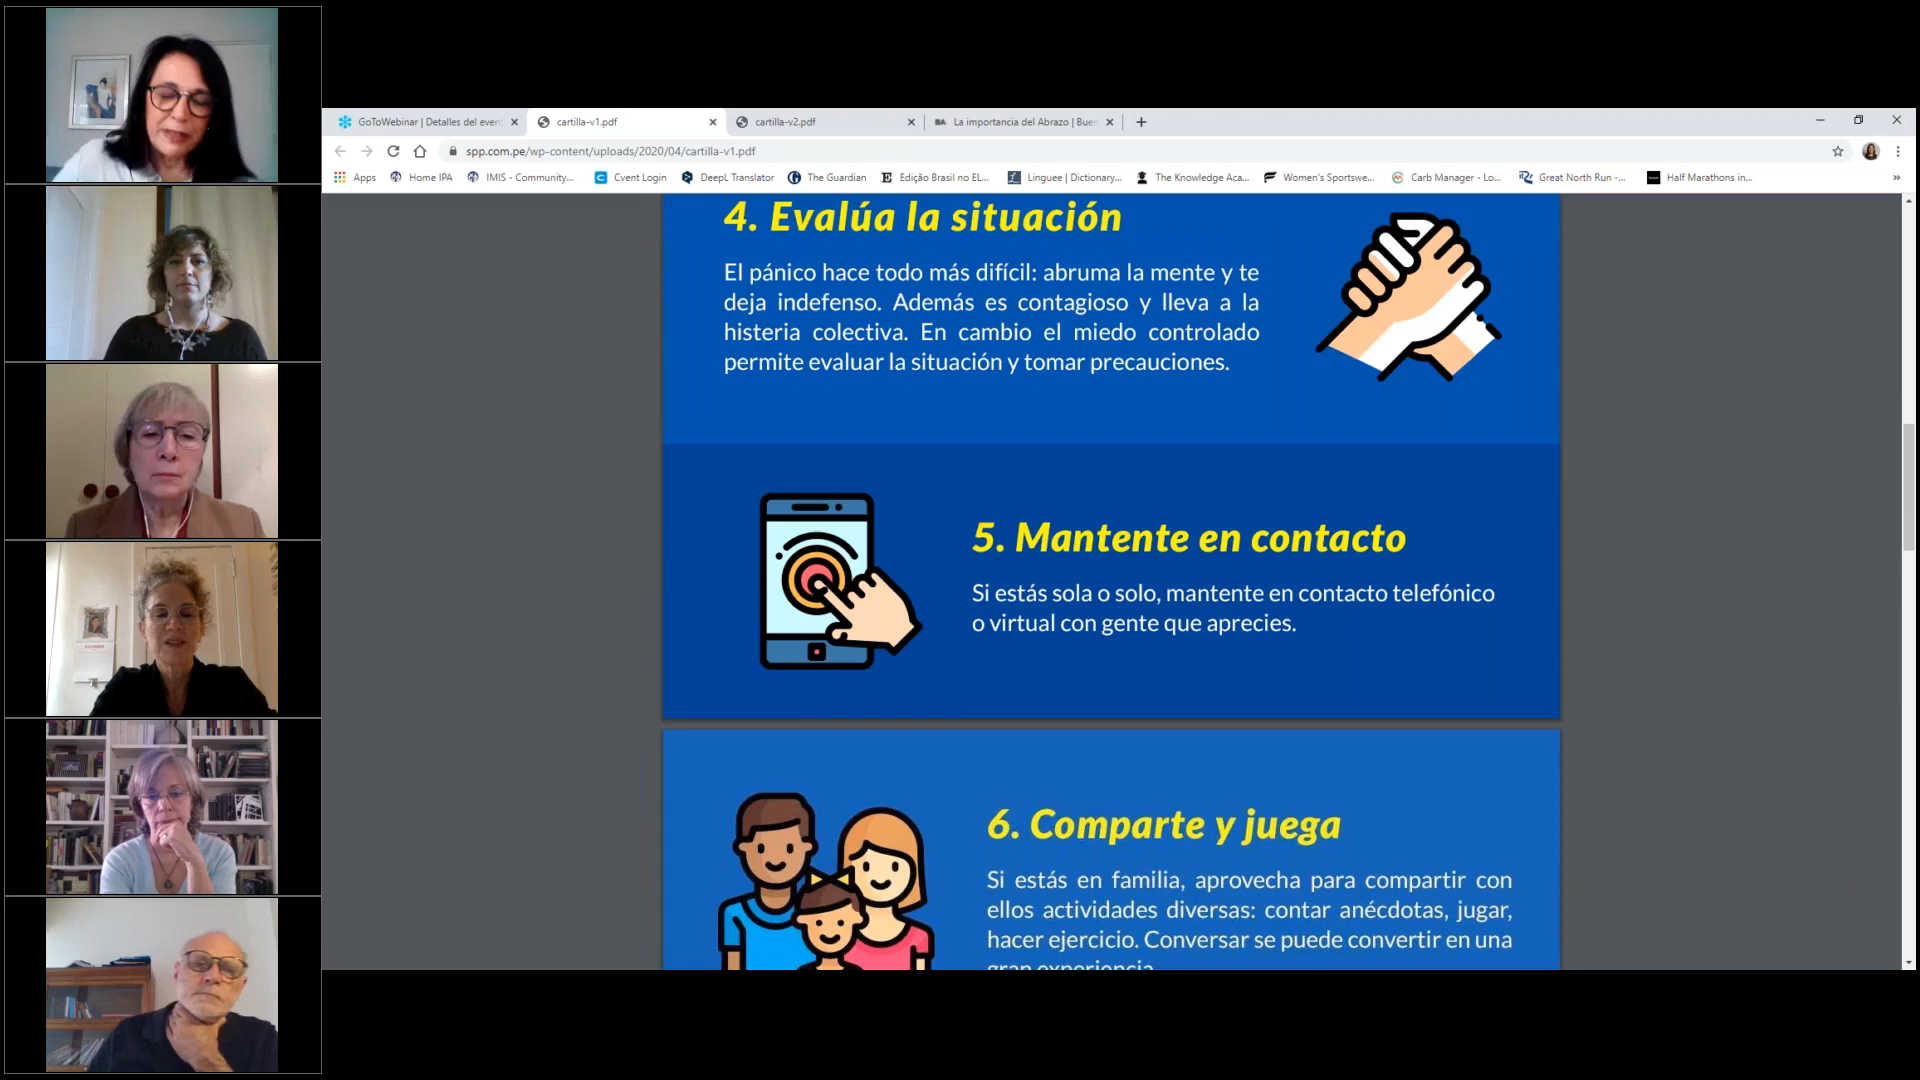 GoToWebinar | Detalles del even
cartilla-v1.pdf
cartilla-v2.pdf
La importancia del Abrazo | Buen
spp.com.pe/wp-content/uploads/2020/04/cartilla-v1.pdf
Apps
Home IPA
IMIS - Community...
Cvent Login
DeepL Translator
The Guardian
Edição Brasil no EL...
Linguee | Dictionary...
The Knowledge Aca...
Women's Sportswe...
Carb Manager - Lo...
Great North Run -...
Half Marathons in...
4. Evalúa la situación
El pánico hace todo más difícil: abruma la mente y te
deja indefenso. Además es contagioso y lleva a la
histeria colectiva. En cambio el miedo controlado
permite evaluar la situación y tomar precauciones.
5. Mantente en contacto
Si estás sola o solo, mantente en contacto telefónico
o virtual con gente que aprecies.
6. Comparte y juega
Si estás en familia, aprovecha para compartir con
ellos actividades diversas: contar anécdotas, jugar,
hacer ejercicio. Conversar se puede convertir en una
gran experiencia.